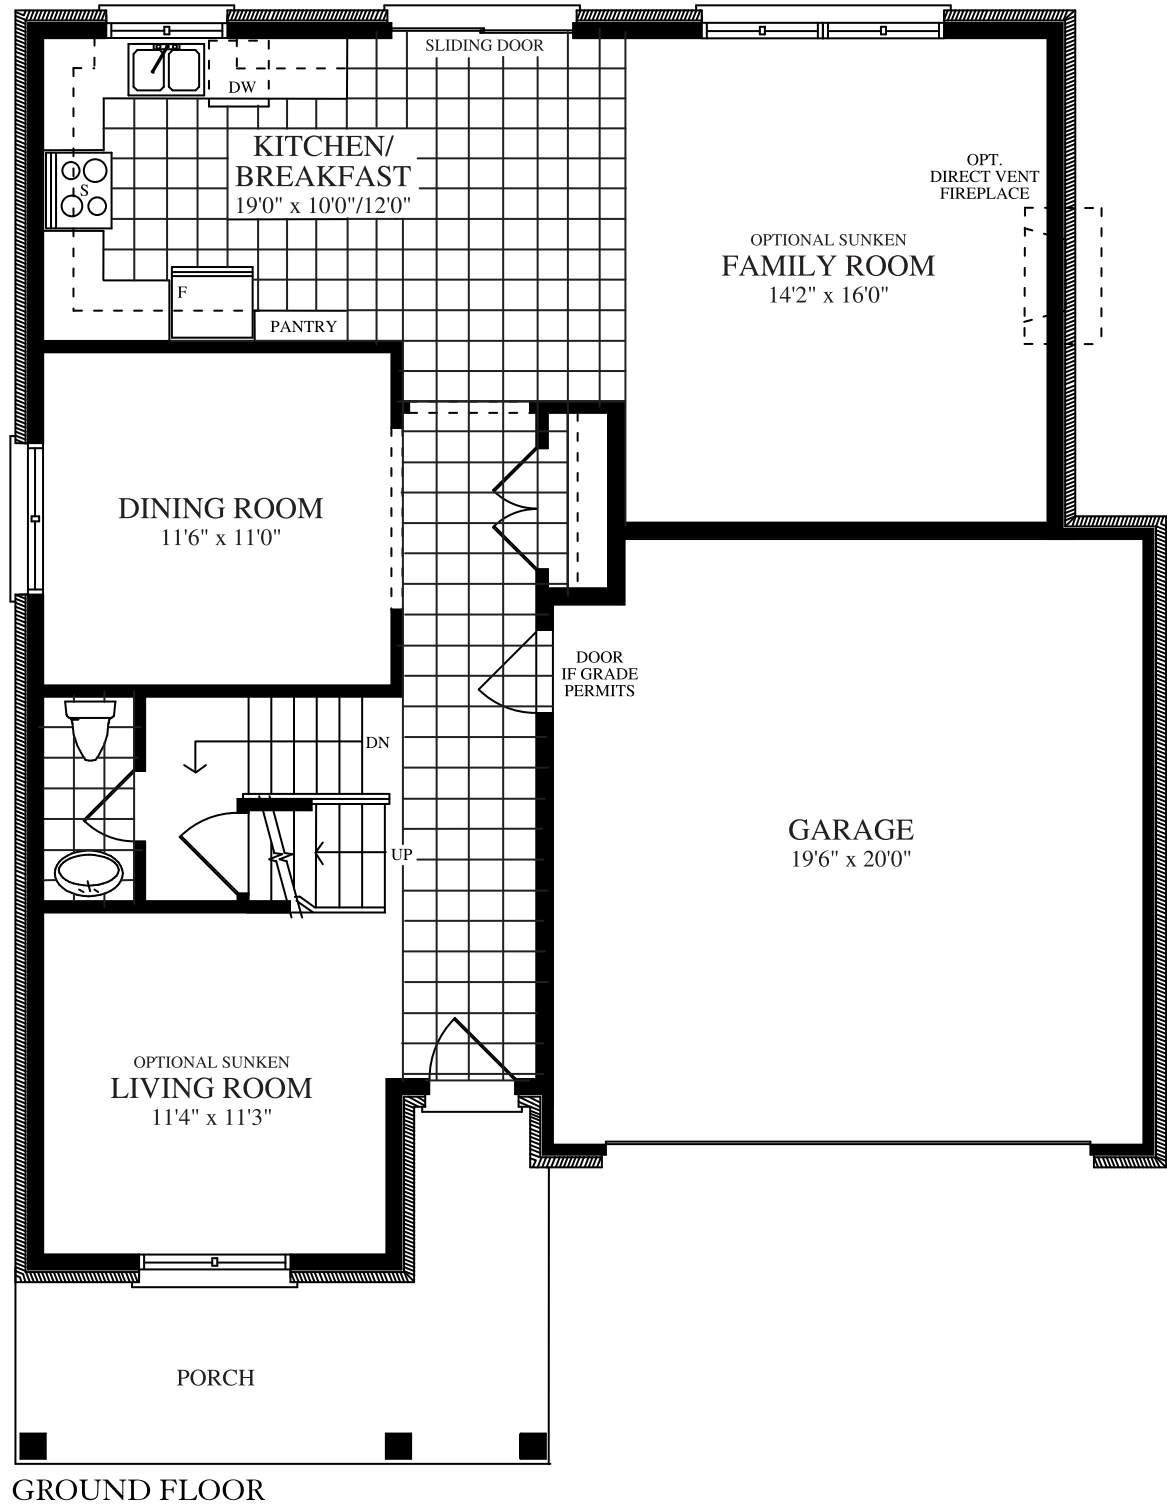 SLIDING DOOR
DW
KITCHEN/
BREAKFAST
19'0" x 10'0"/12'0"
S
F
PANTRY
OPT.
DIRECT VENT
FIREPLACE
OPTIONAL SUNKEN
FAMILY ROOM
14'2" x 16'0"
DINING ROOM
11'6" x 11'0"
DOOR
IF GRADE
PERMITS
DN
UP
GARAGE
19'6" x 20'0"
OPTIONAL SUNKEN
LIVING ROOM
11'4" x 11'3"
PORCH
GROUND FLOOR